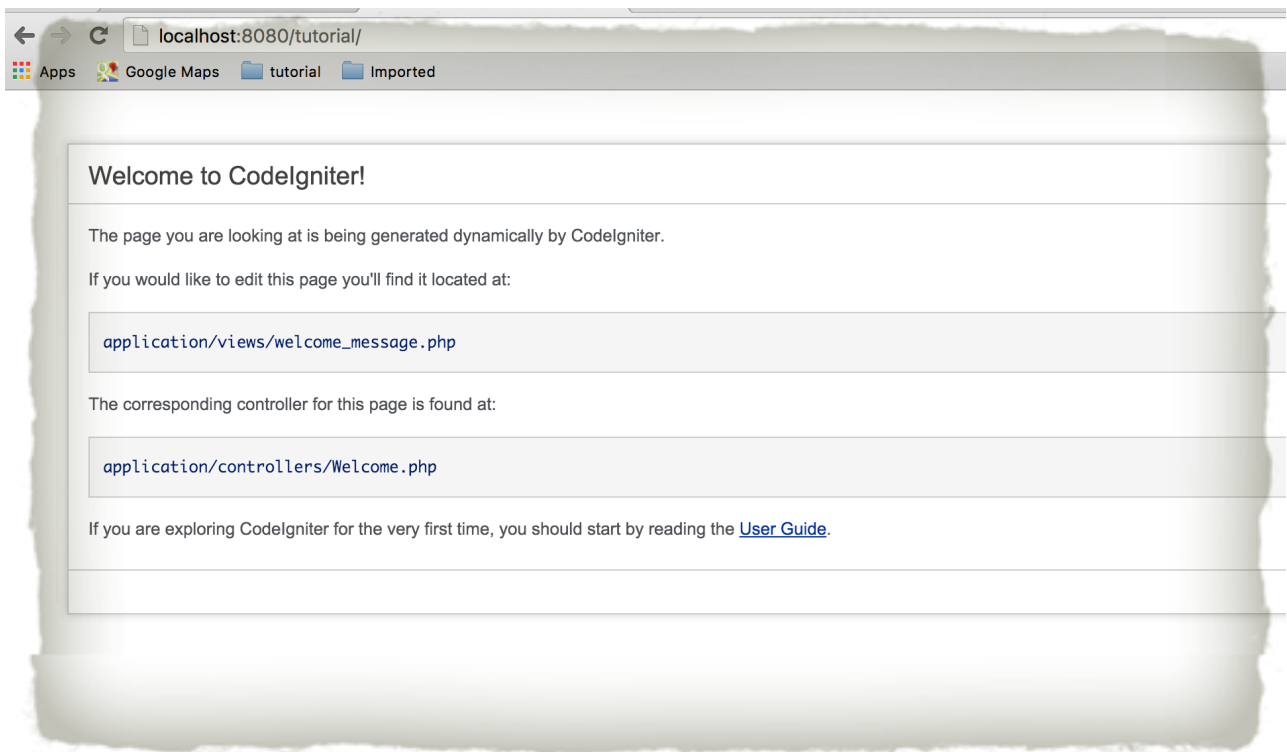 localhost:8080/tutorial/
Apps Google Maps tutorial Imported
Welcome to CodeIgniter!
The page you are looking at is being generated dynamically by CodeIgniter.
If you would like to edit this page you'll find it located at:
application/views/welcome_message.php
The corresponding controller for this page is found at:
application/controllers/Welcome.php
If you are exploring CodeIgniter for the very first time, you should start by reading the User Guide.